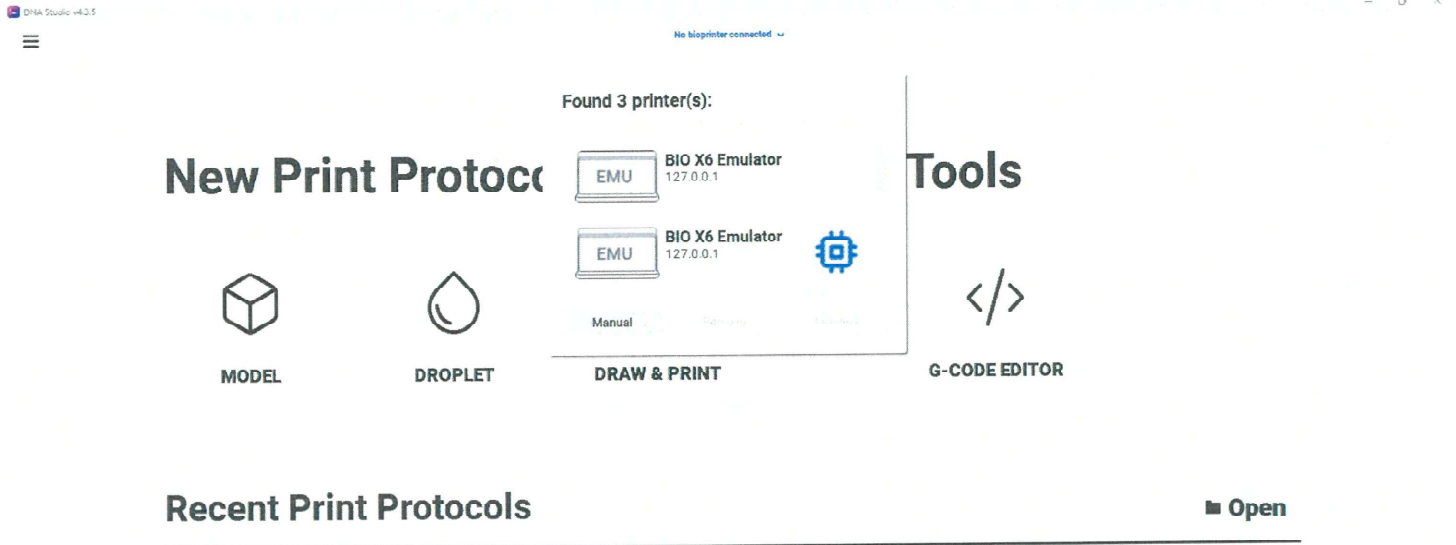 DNA Studio v4.2.5
No bioprinter connected
Found 3 printer(s):
New Print Protoco
Tools
EMU
BIO X6 Emulator
127.0.0.1
EMU
BIO X6 Emulator
127.0.0.1
Manual
MODEL
DROPLET
DRAW & PRINT
G-CODE EDITOR
Recent Print Protocols
Open